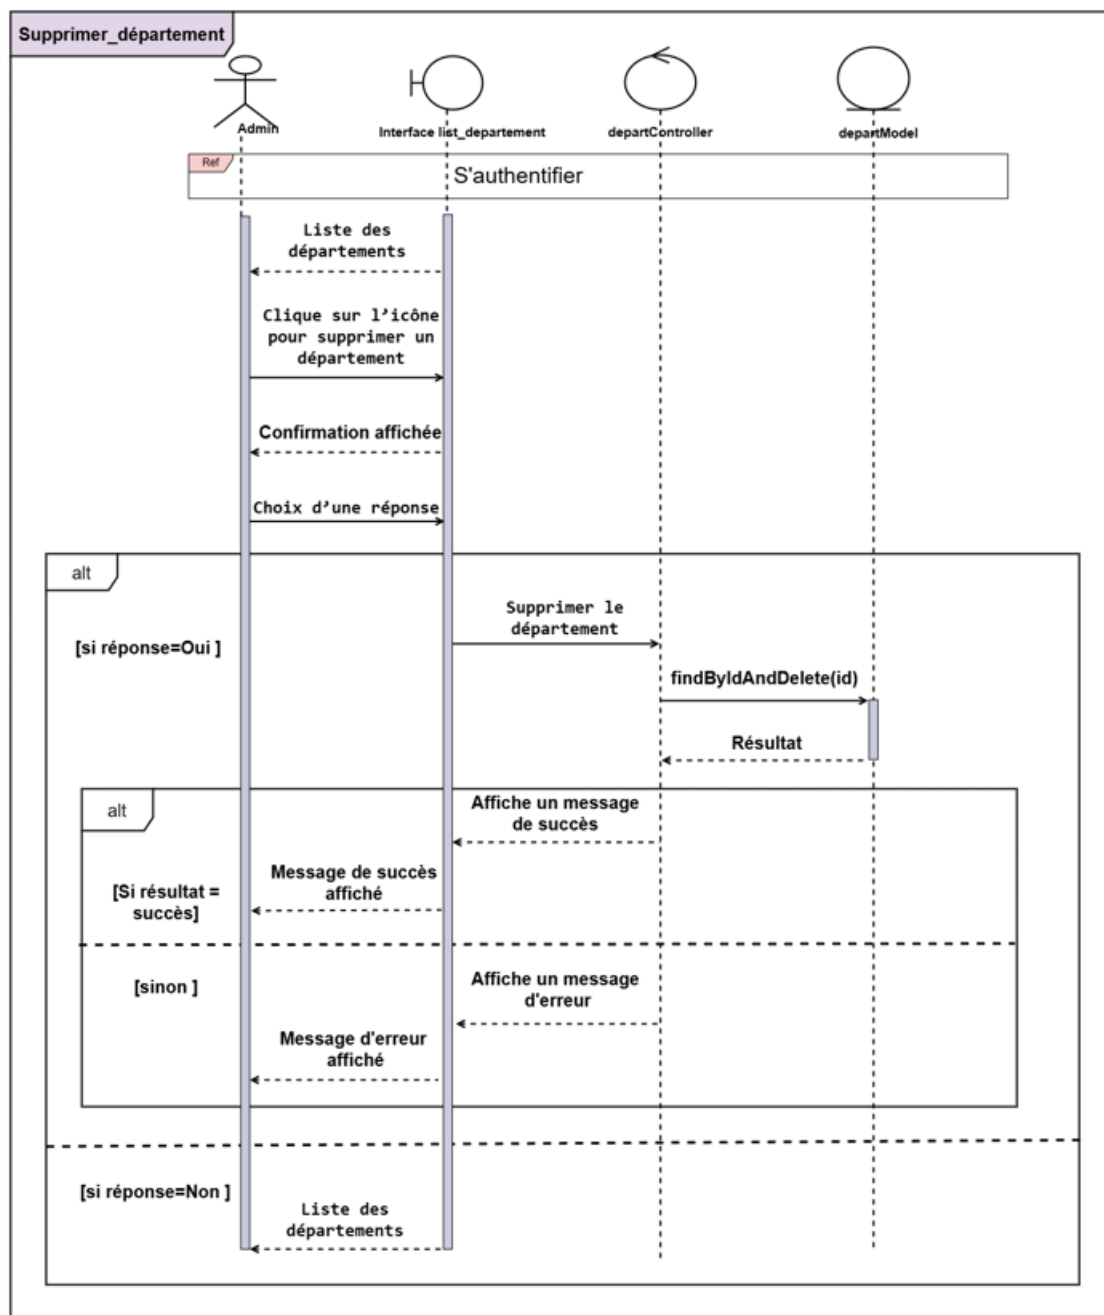 Supprimer_département
Admin
Interface list_departement
departController
departModel
Ref
S'authentifier
Liste des
départements
Clique sur l’icône
pour supprimer un
département
Confirmation affichée
Choix d’une réponse
alt
Supprimer le
département
[si réponse=Oui ]
findByIdAndDelete(id)
Résultat
alt
Affiche un message
de succès
Message de succès
affiché
[Si résultat =
succès]
Affiche un message
d'erreur
[sinon ]
Message d'erreur
affiché
[si réponse=Non ]
Liste des
départements